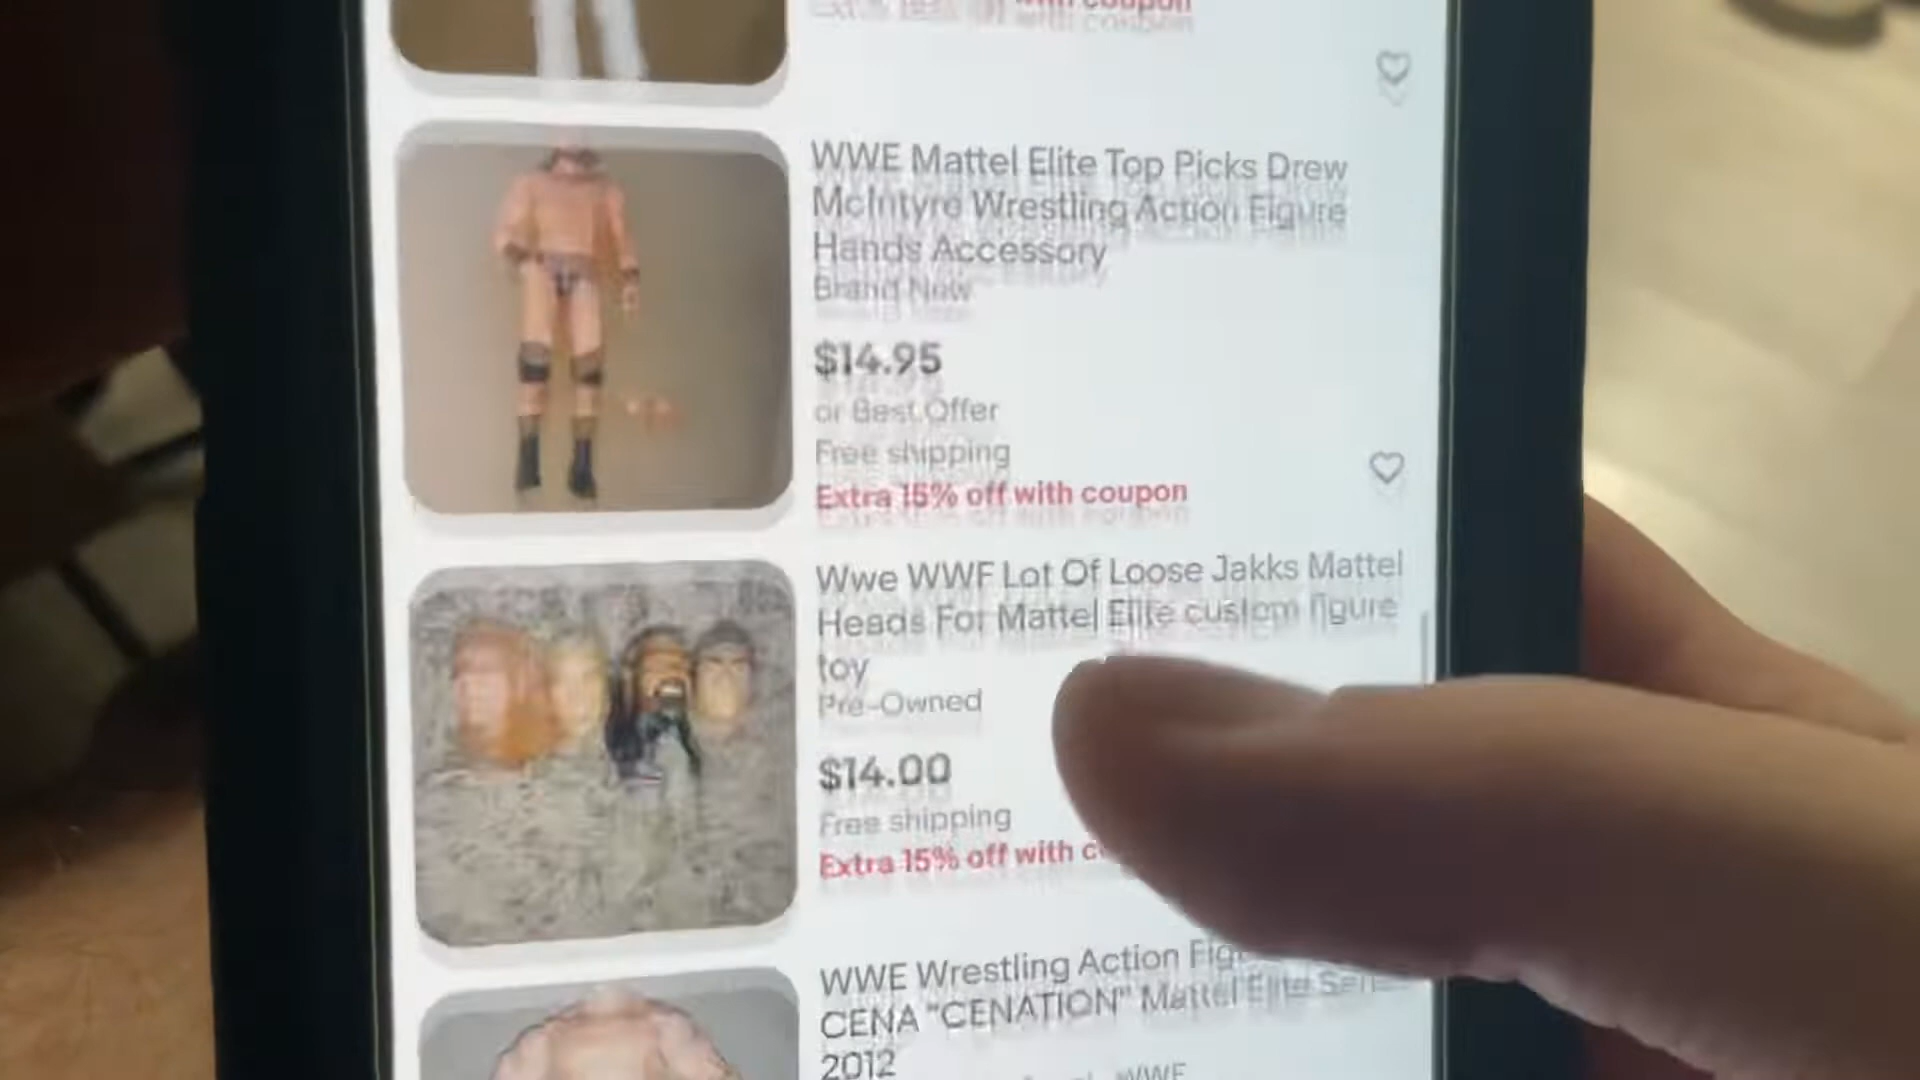 with coupon
WWE Mattel Elite Top Picks Drew
McIntyre Wrestling Action Figure
Hands Accessory
Brand New
$14.95
or Best Offer
Free shipping
Extra 15% off with coupon
Wwe WWF Lot Of Loose Jakks Mattel
Heads For Mattel Elite custom figure
toy
Pre-Owned
$14.00
Free shipping
Extra 15% off with
WWE Wrestling Action
CENA "CENATION" Mattel Elite
2012
WWE